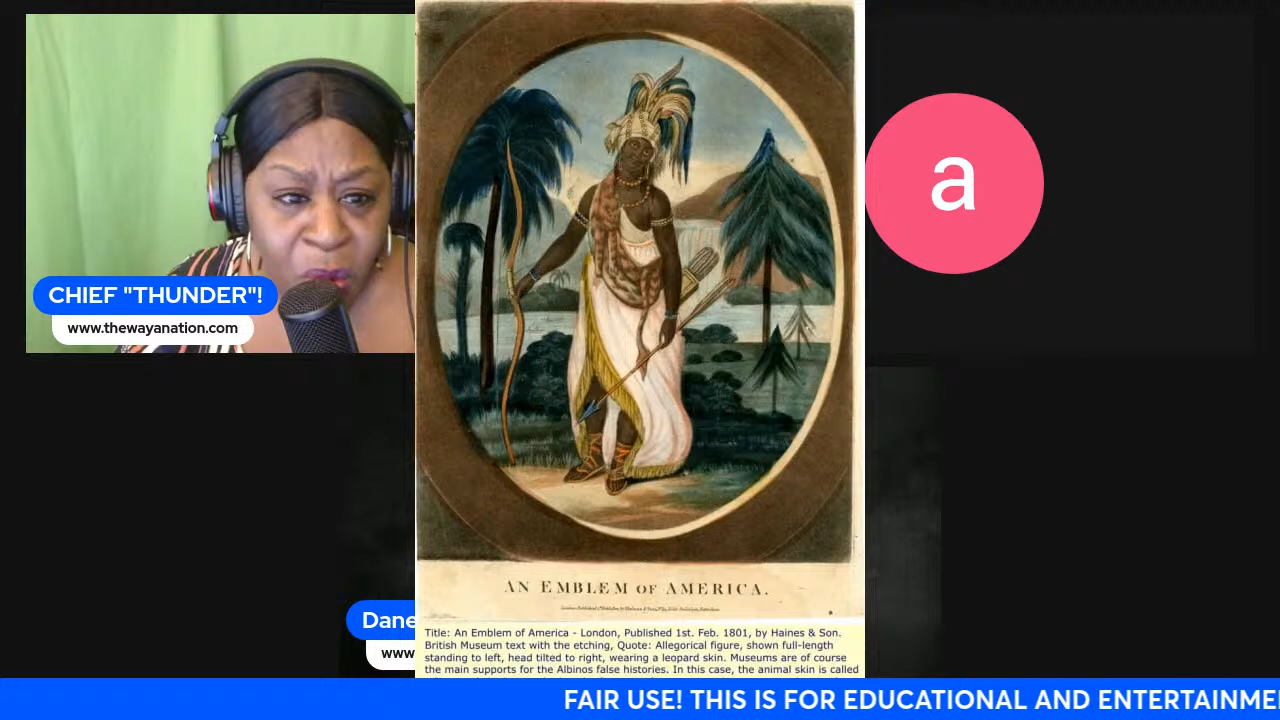 CHIEF "THUNDER"!
www.thewayanation.com
a
AN EMBLEM OF AMERICA.
Dane
www
Title: An Emblem of America - London, Published 1st. Feb. 1801, by Haines & Son.
British Museum text with the etching, Quote: Allegorical figure, shown full-length
standing to left, head tilted to right, wearing a leopard skin. Museums are of course
the main supports for the Albinos false histories. In this case, the animal skin is called
FAIR USE! THIS IS FOR EDUCATIONAL AND ENTERTAINME